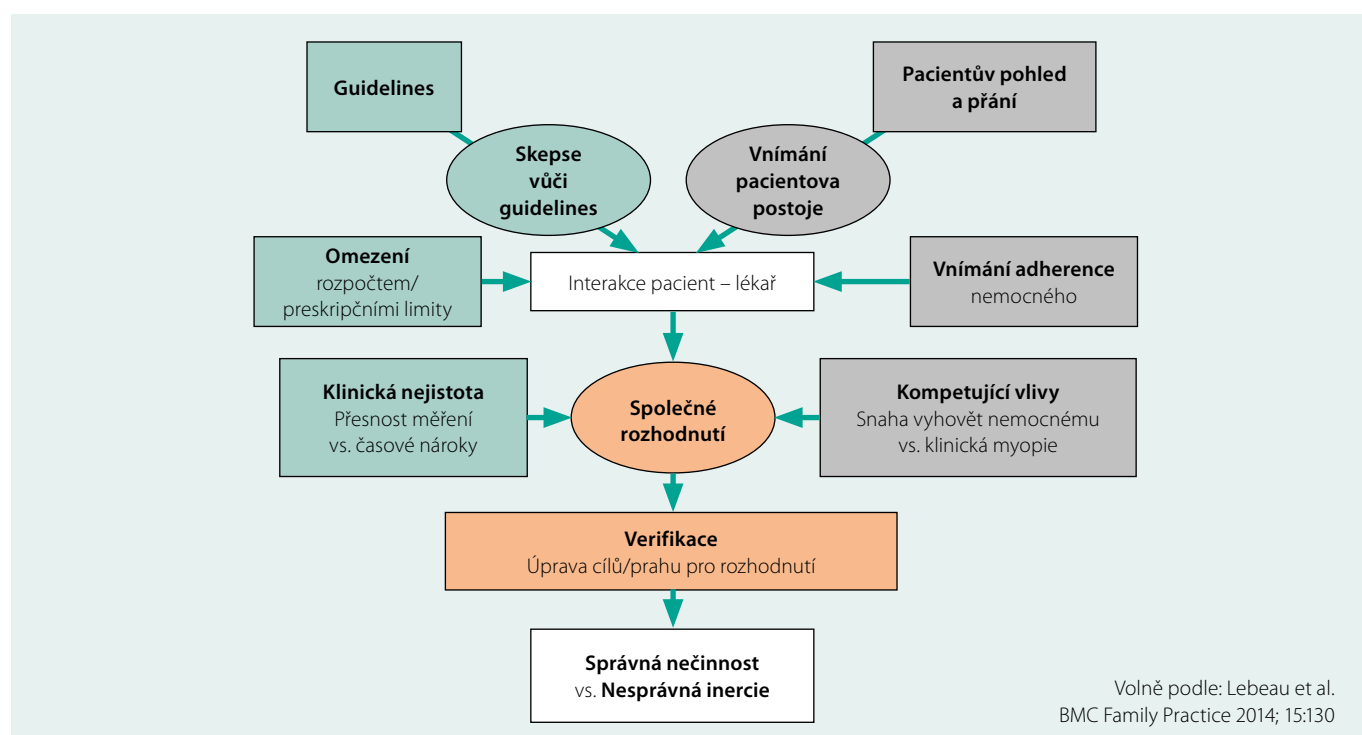 Guidelines
Pacientův pohled
a přání
Skepse
vůči
guidelines
Vnímání
pacientova
postoje
Omezení
rozpočtem/
preskripčními limity
Interakce pacient – lékař
Vnímání adherence
nemocného
Klinická nejistota
Přesnost měření
vs. časové nároky
Společné
rozhodnutí
Kompetující vlivy
Snaha vyhovět nemocnému
vs. klinická myopie
Verifikace
Úprava cílů/prahu pro rozhodnutí
Správná nečinnost
vs. Nesprávná inercie
Volně podle: Lebeau et al.
BMC Family Practice 2014; 15:130